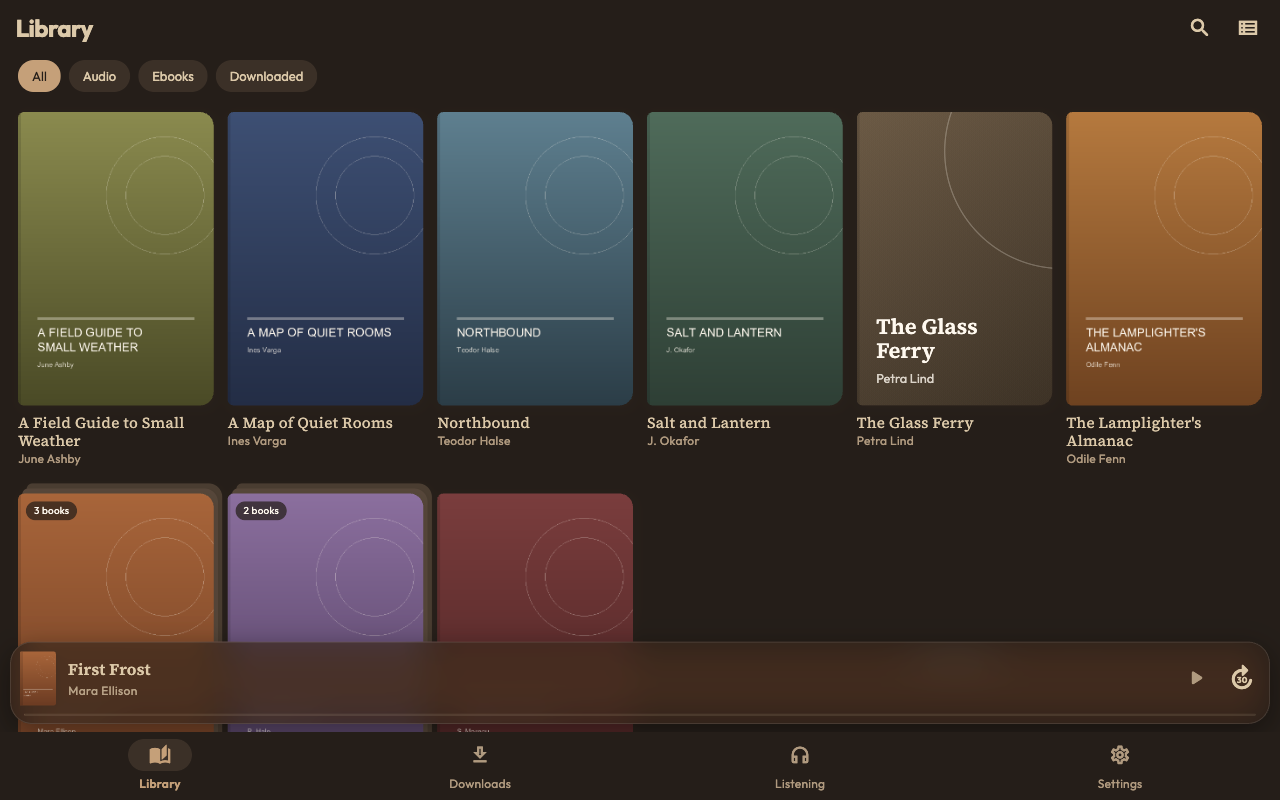 Library
All
Audio
Ebooks
Downloaded
A FIELD GUIDE TO
SMALL WEATHER
June Ashby
A MAP OF QUIET ROOMS
Ines Varga
NORTHBOUND
Teodor Halse
SALT AND LANTERN
J. Okafor
The Glass
Ferry
Petra Lind
THE LAMPLIGHTER'S
ALMANAC
Odile Fenn
A Field Guide to Small
Weather
June Ashby
A Map of Quiet Rooms
Ines Varga
Northbound
Teodor Halse
Salt and Lantern
J. Okafor
The Glass Ferry
Petra Lind
The Lamplighter's
Almanac
Odile Fenn
3 books
2 books
First Frost
Mara Ellison
30
Mara Ellison
Library
Downloads
Listening
Settings